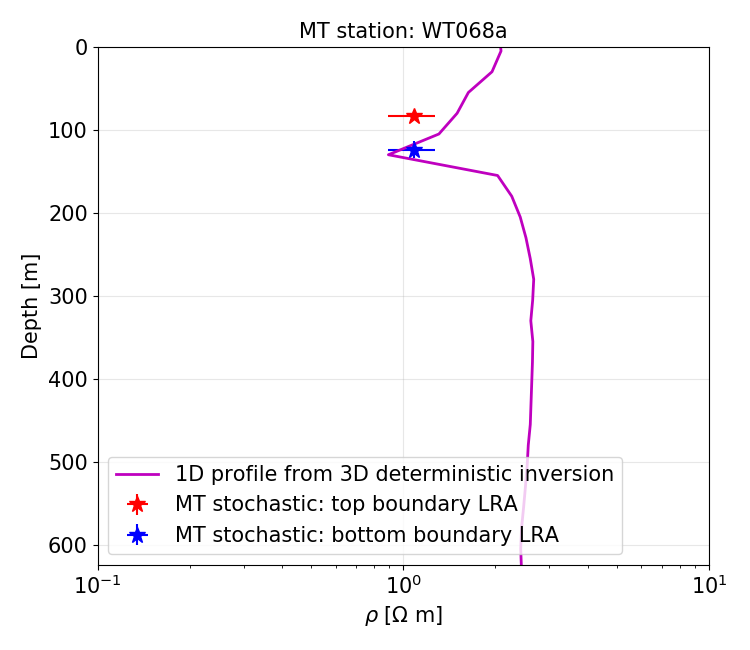 MT station: WT068a
0
100
200
300
400
500
600
Depth [m]
1D profile from 3D deterministic inversion
MT stochastic: top boundary LRA
MT stochastic: bottom boundary LRA
10⁻¹ 10⁰ 10¹
ρ [Ω m]